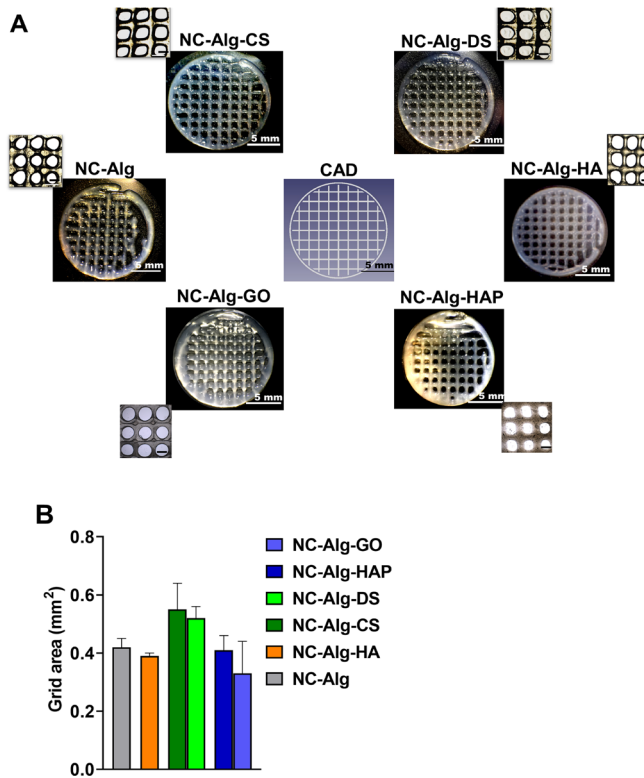 A
NC-Alg-CS
5 mm
NC-Alg-DS
5 mm
NC-Alg
5 mm
CAD
5 mm
NC-Alg-HA
5 mm
NC-Alg-GO
5 mm
NC-Alg-HAP
5 mm
B
Grid area (mm²)
0.8
0.6
0.4
0.2
0.0
NC-Alg-GO
NC-Alg-HAP
NC-Alg-DS
NC-Alg-CS
NC-Alg-HA
NC-Alg